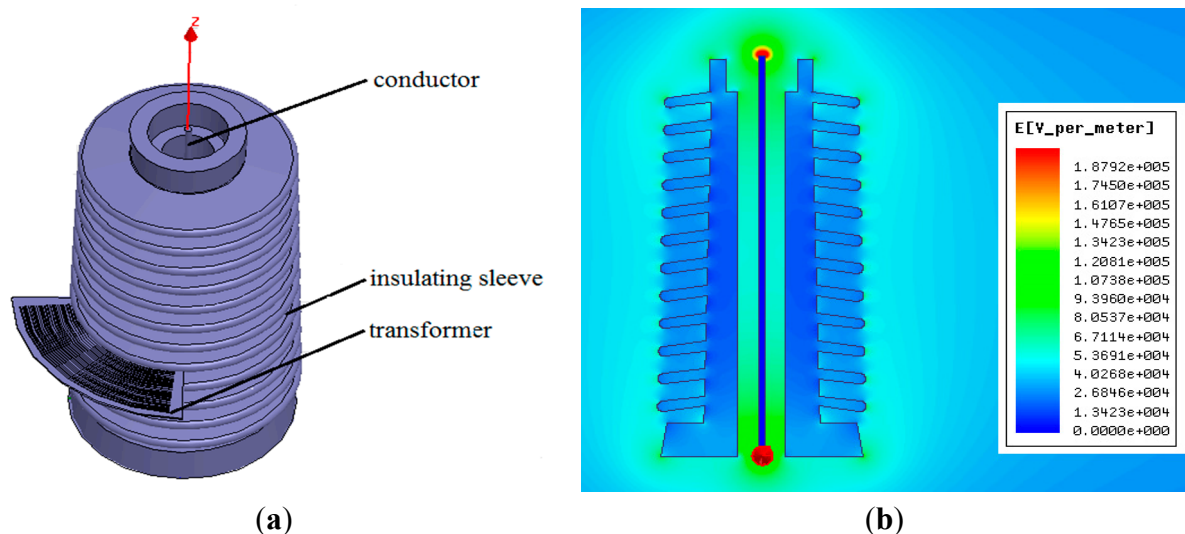 z
conductor
insulating sleeve
transformer
(a)
E[V_per_meter]
1.8792e+005
1.7450e+005
1.6107e+005
1.4765e+005
1.3423e+005
1.2081e+005
1.0738e+005
9.3960e+004
8.0537e+004
6.7114e+004
5.3691e+004
4.0268e+004
2.6846e+004
1.3423e+004
0.0000e+000
(b)